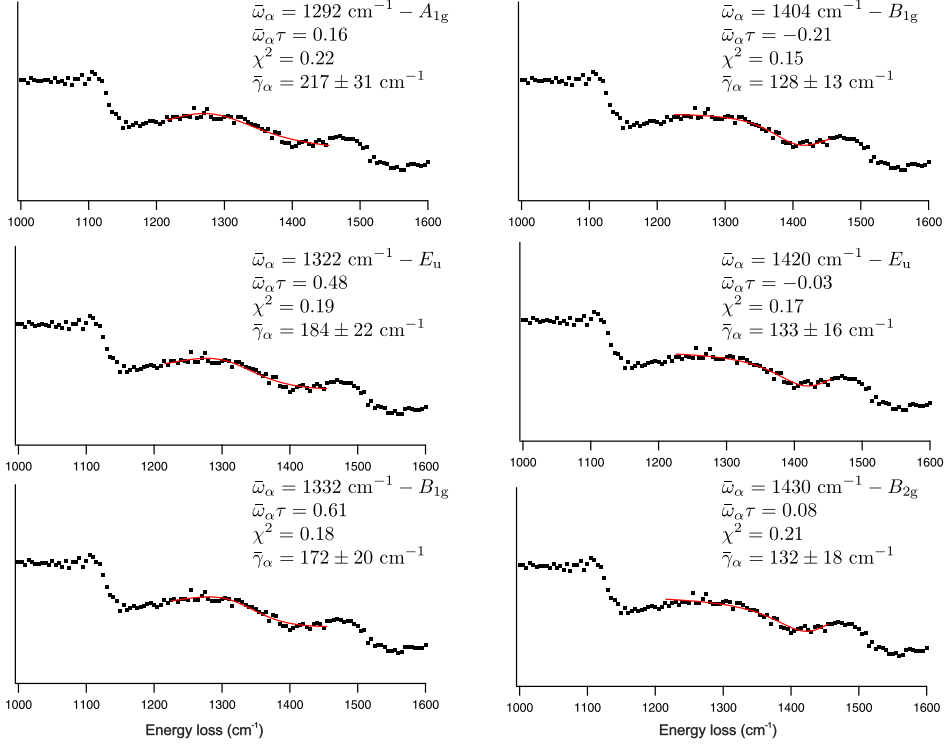 ω̄α = 1292 cm⁻¹ − A1g
ω̄ατ = 0.16
χ² = 0.22
γ̄α = 217 ± 31 cm⁻¹
1000 1100 1200 1300 1400 1500 1600
ω̄α = 1404 cm⁻¹ − B1g
ω̄ατ = −0.21
χ² = 0.15
γ̄α = 128 ± 13 cm⁻¹
1000 1100 1200 1300 1400 1500 1600
ω̄α = 1322 cm⁻¹ − Eu
ω̄ατ = 0.48
χ² = 0.19
γ̄α = 184 ± 22 cm⁻¹
1000 1100 1200 1300 1400 1500 1600
ω̄α = 1420 cm⁻¹ − Eu
ω̄ατ = −0.03
χ² = 0.17
γ̄α = 133 ± 16 cm⁻¹
1000 1100 1200 1300 1400 1500 1600
ω̄α = 1332 cm⁻¹ − B1g
ω̄ατ = 0.61
χ² = 0.18
γ̄α = 172 ± 20 cm⁻¹
1000 1100 1200 1300 1400 1500 1600
Energy loss (cm⁻¹)
ω̄α = 1430 cm⁻¹ − B2g
ω̄ατ = 0.08
χ² = 0.21
γ̄α = 132 ± 18 cm⁻¹
1000 1100 1200 1300 1400 1500 1600
Energy loss (cm⁻¹)